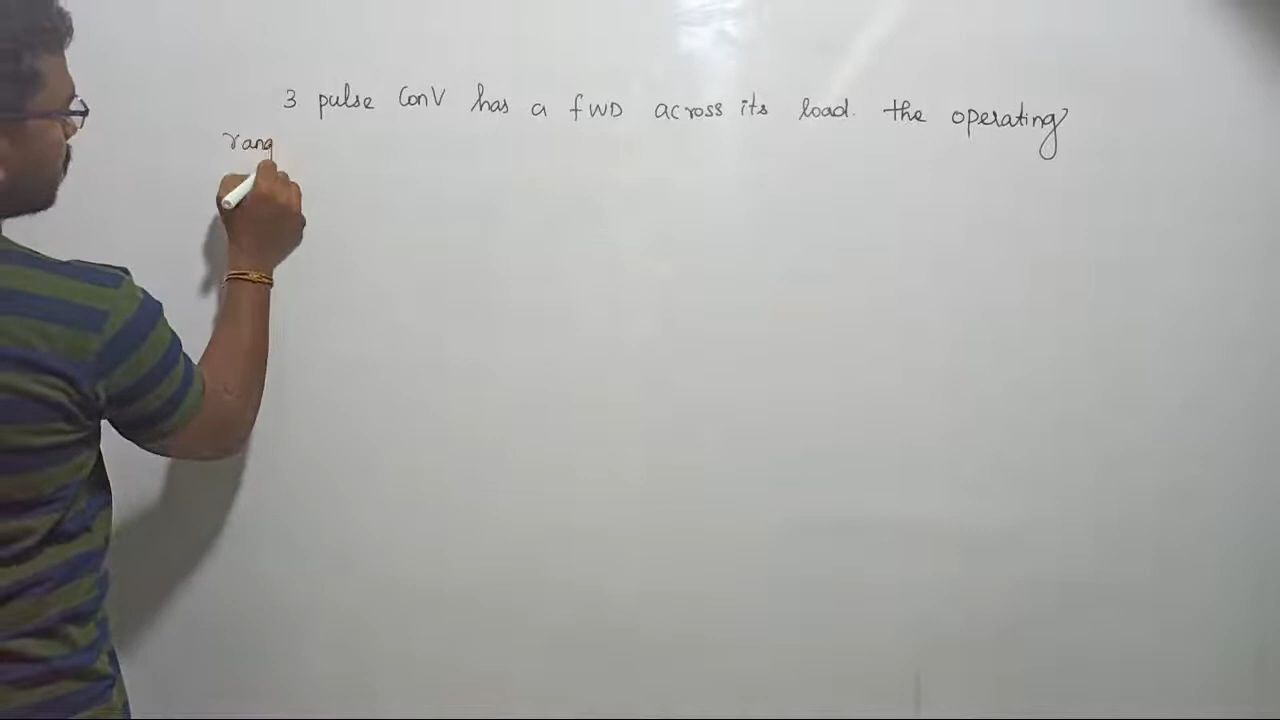 3 pulse ConV has a fWD across its load. the operating
rang